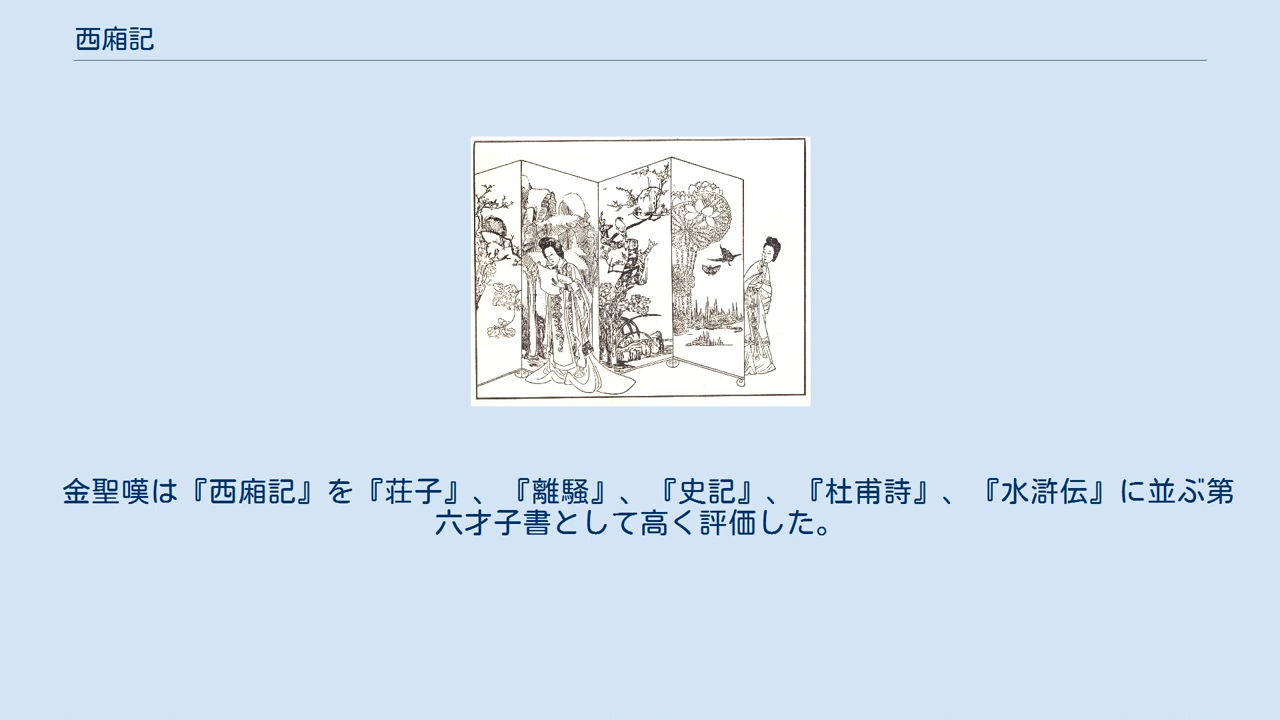 西廂記
金聖嘆は『西廂記』を『荘子』、『離騒』、『史記』、『杜甫詩』、『水滸伝』に並ぶ第
六才子書として高く評価した。